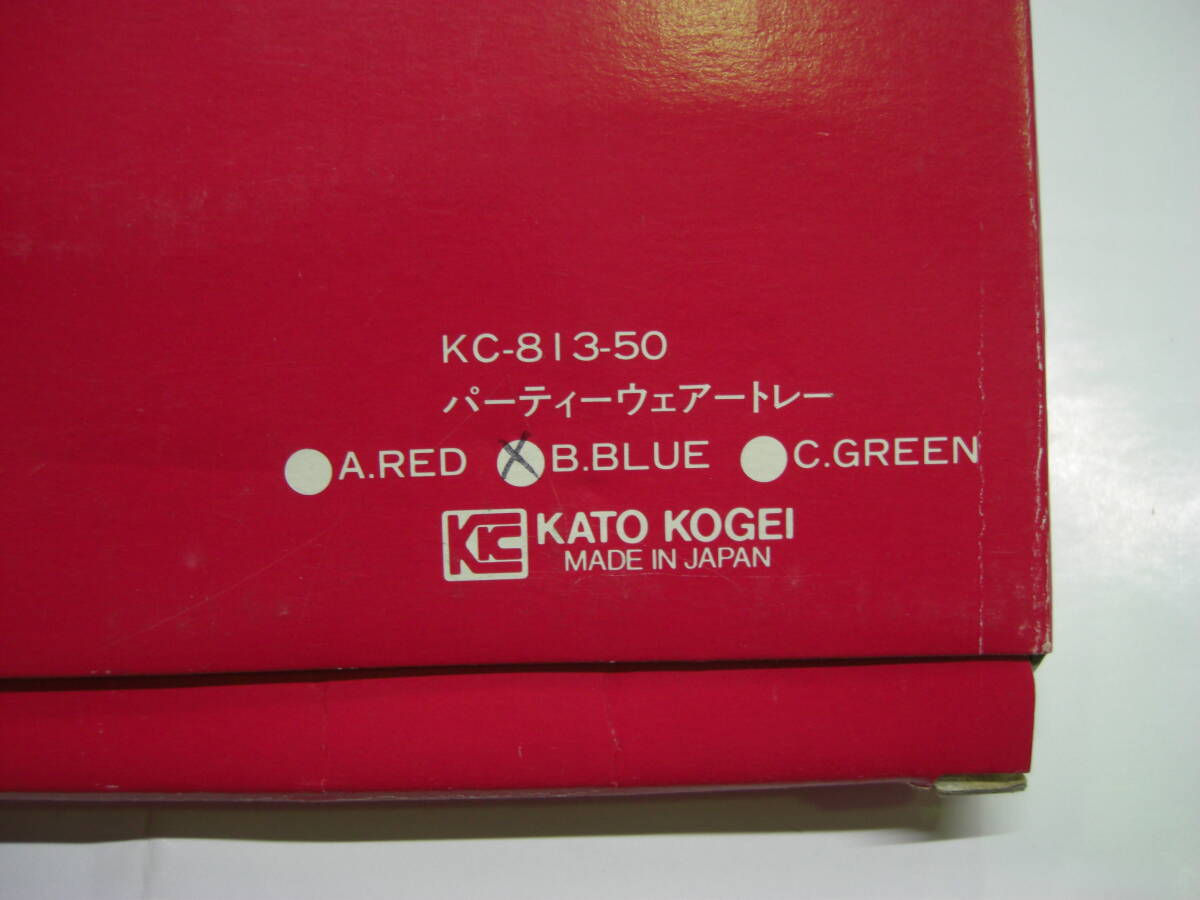 KC-813-50
パーティーウェアートレー
A.RED B.BLUE C.GREEN
KC KATO KOGEI
MADE IN JAPAN